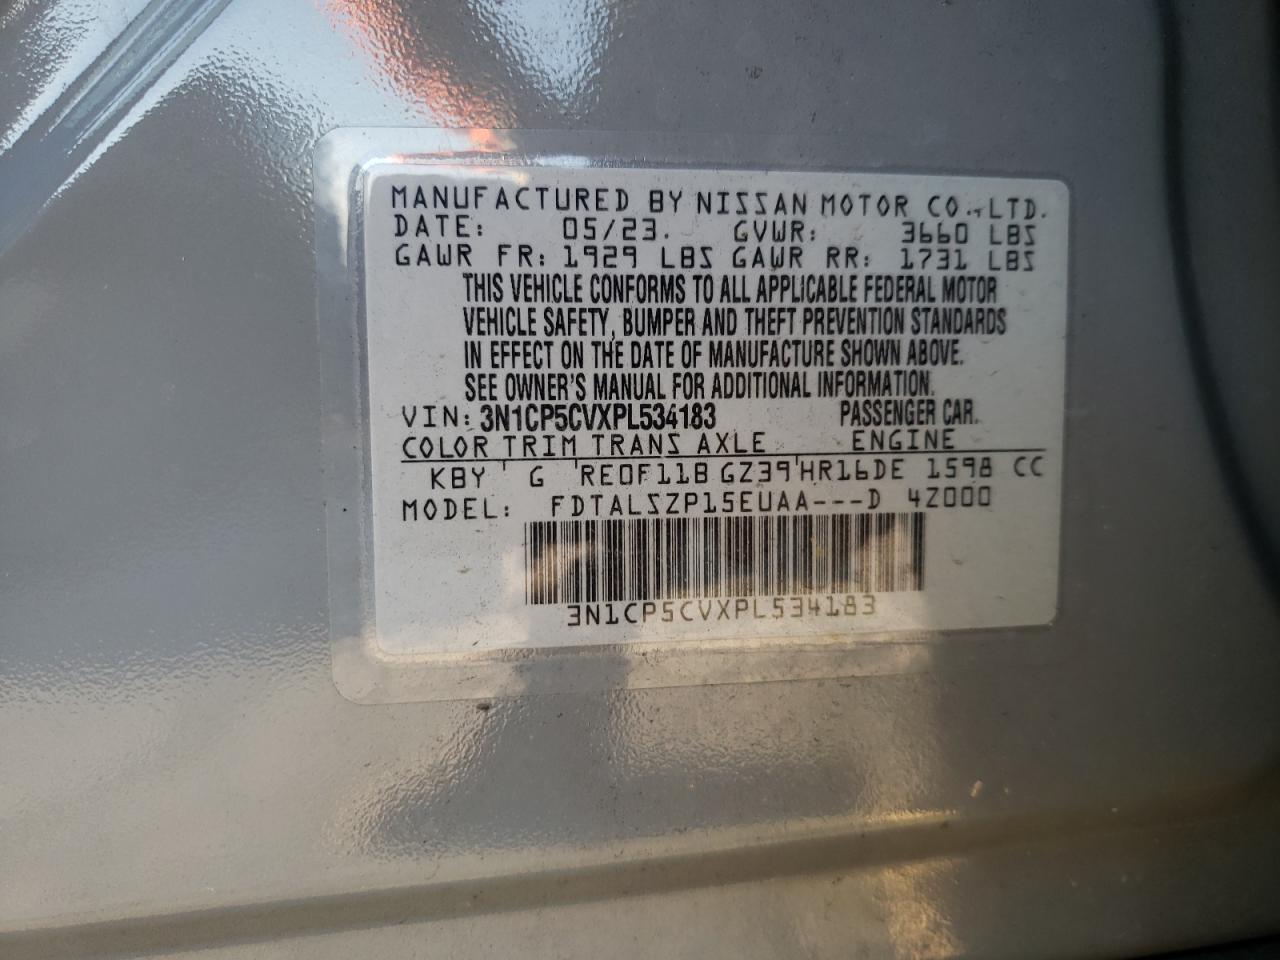 MANUFACTURED BY NISSAN MOTOR CO., LTD.
DATE: 05/23. GVWR: 3660 LBS
GAWR FR: 1929 LBS GAWR RR: 1731 LBS
THIS VEHICLE CONFORMS TO ALL APPLICABLE FEDERAL MOTOR
VEHICLE SAFETY, BUMPER AND THEFT PREVENTION STANDARDS
IN EFFECT ON THE DATE OF MANUFACTURE SHOWN ABOVE.
SEE OWNER'S MANUAL FOR ADDITIONAL INFORMATION.
VIN: 3N1CP5CVXPL534183 PASSENGER CAR.
COLOR TRIM TRANS AXLE ENGINE
KBY G RE0F11B GZ39 HR16DE 1598 CC
MODEL: FDTALSZP15EUAA---D 4Z000
3N1CP5CVXPL534183